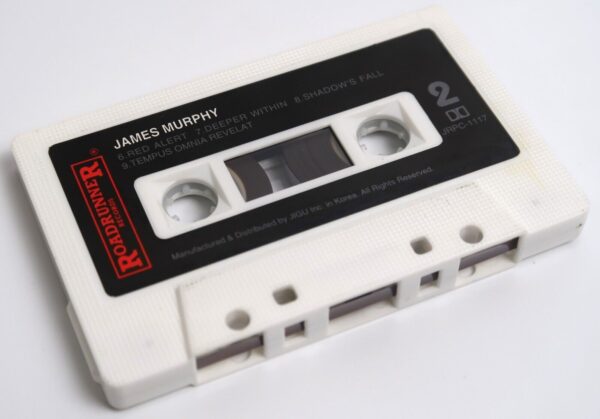 JAMES MURPHY
6.RED ALERT 7.DEEPER WITHIN 8.SHADOW'S FALL
9.TEMPUS OMNIA REVELAT
2
JRPC-1117
ROADRUNNER
RECORDS
Manufactured & Distributed by JIGU Inc. in Korea. All Rights Reserved.